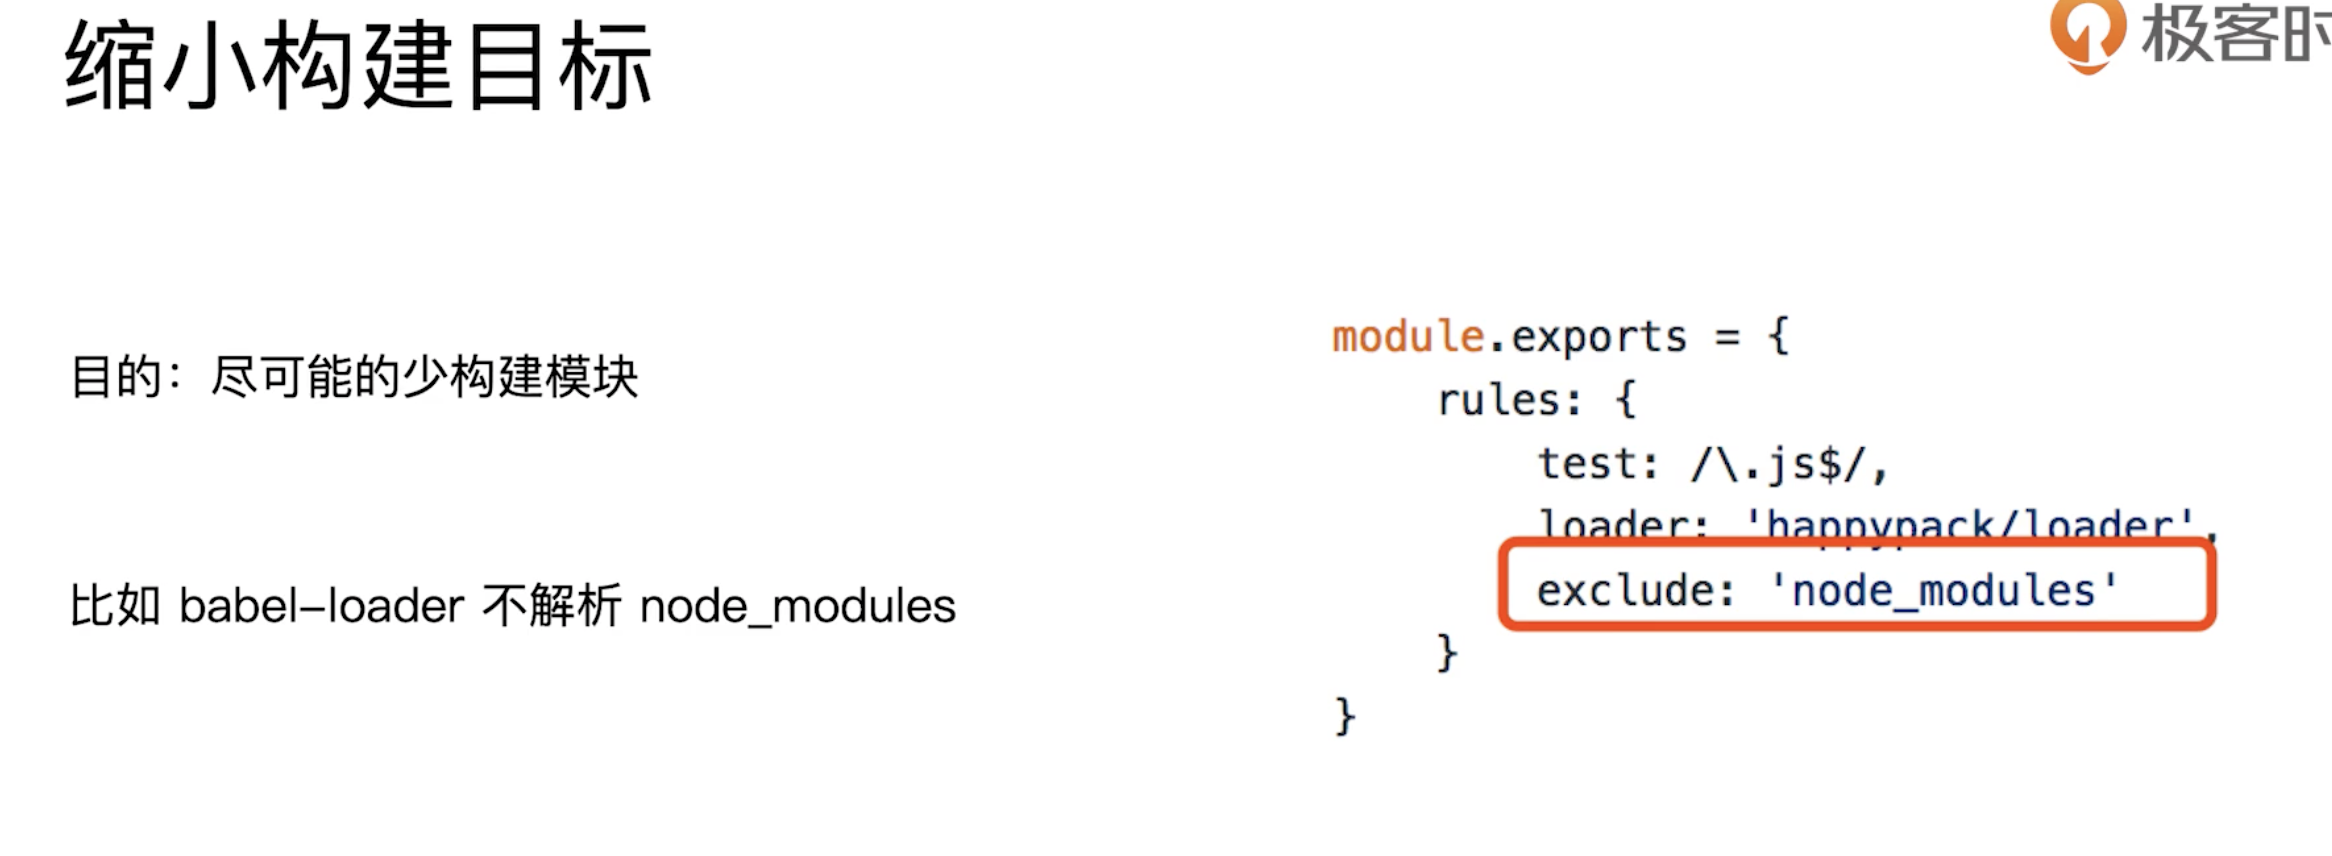 缩小构建目标
极客时
目的：尽可能的少构建模块
比如 babel-loader 不解析 node_modules
module.exports = {
rules: {
test: /\.js$/,
loader: 'happypack/loader',
exclude: 'node_modules'
}
}